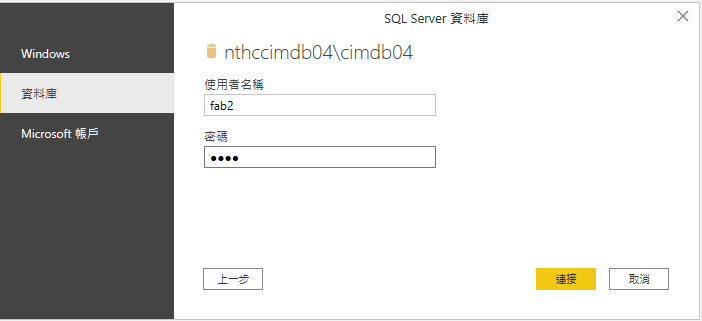 SQL Server 資料庫
Windows
資料庫
Microsoft 帳戶
nthccimdb04\cimdb04
使用者名稱
fab2
密碼
●●●●
上一步
連接
取消